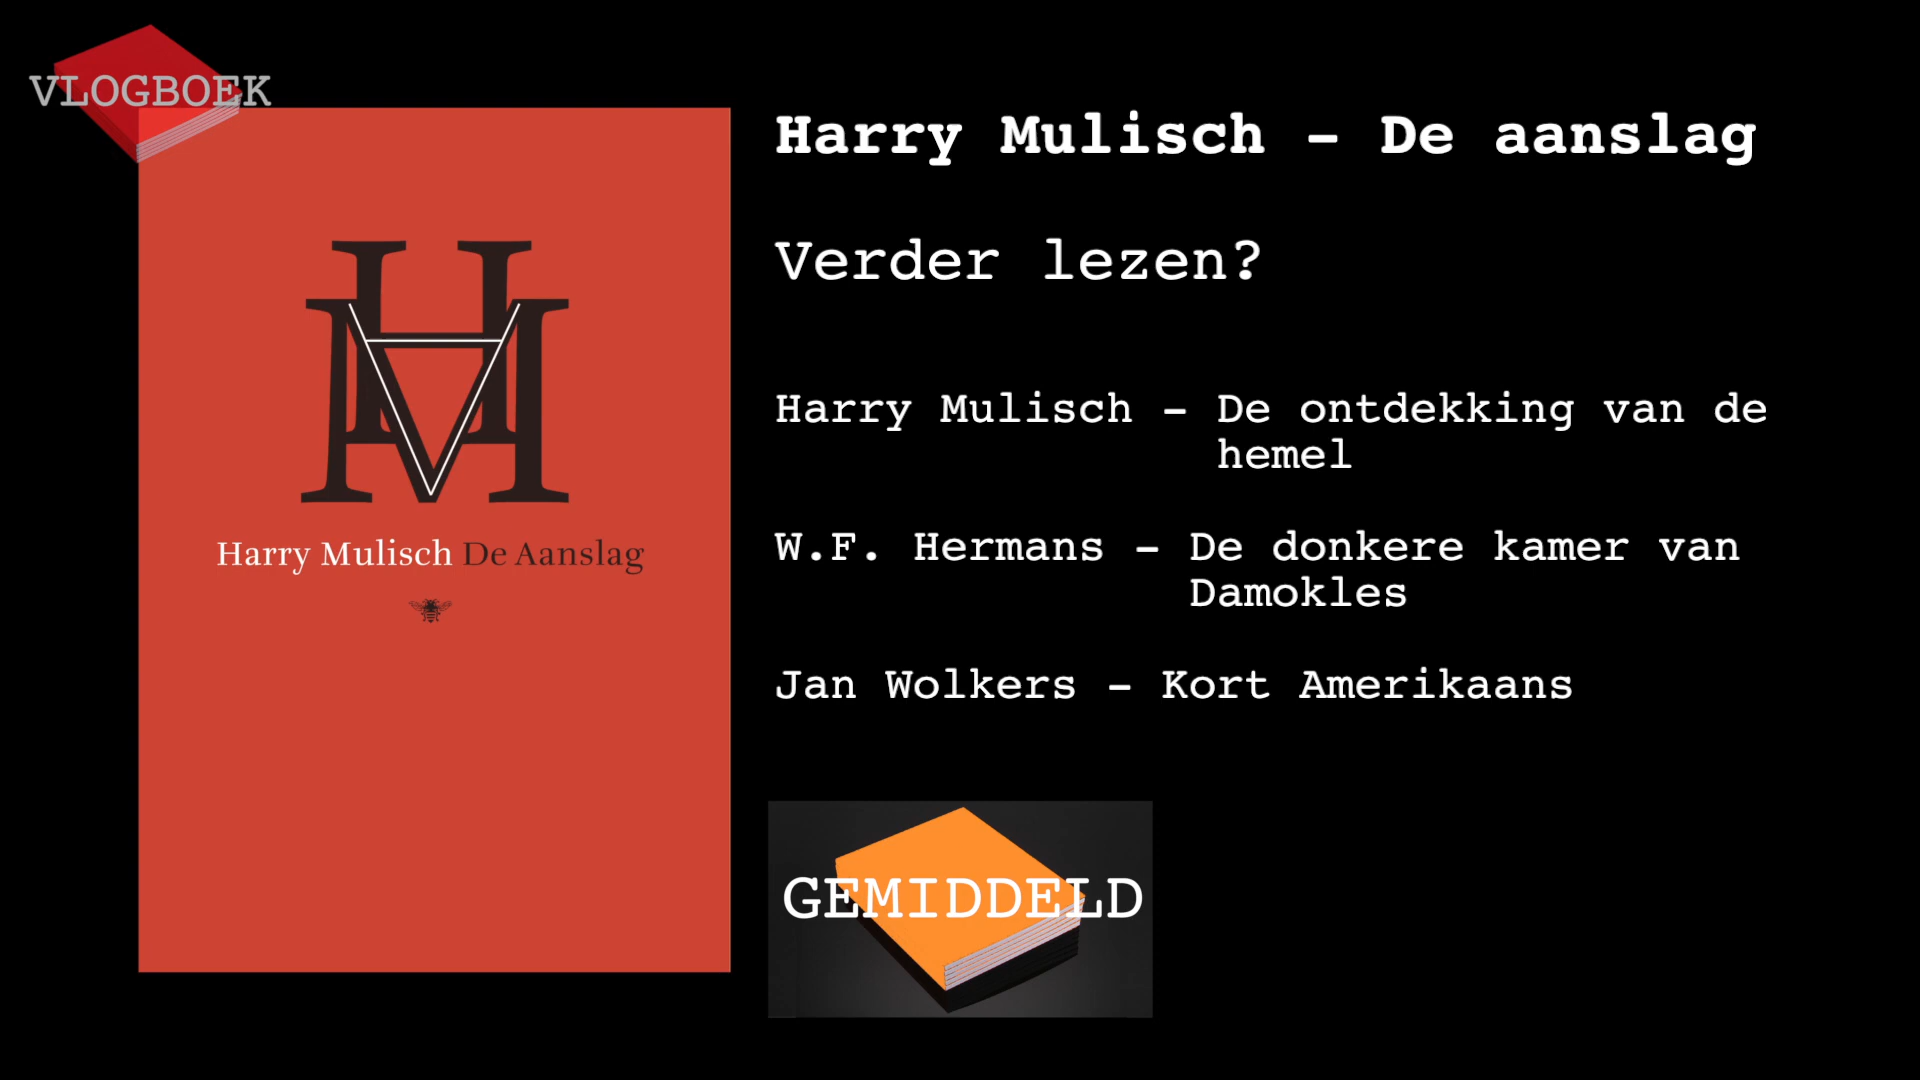 VLOGBOEK
Harry Mulisch – De aanslag
Verder lezen?
Harry Mulisch – De ontdekking van de
hemel
W.F. Hermans – De donkere kamer van
Damokles
Jan Wolkers – Kort Amerikaans
HM
Harry Mulisch De Aanslag
GEMIDDELD